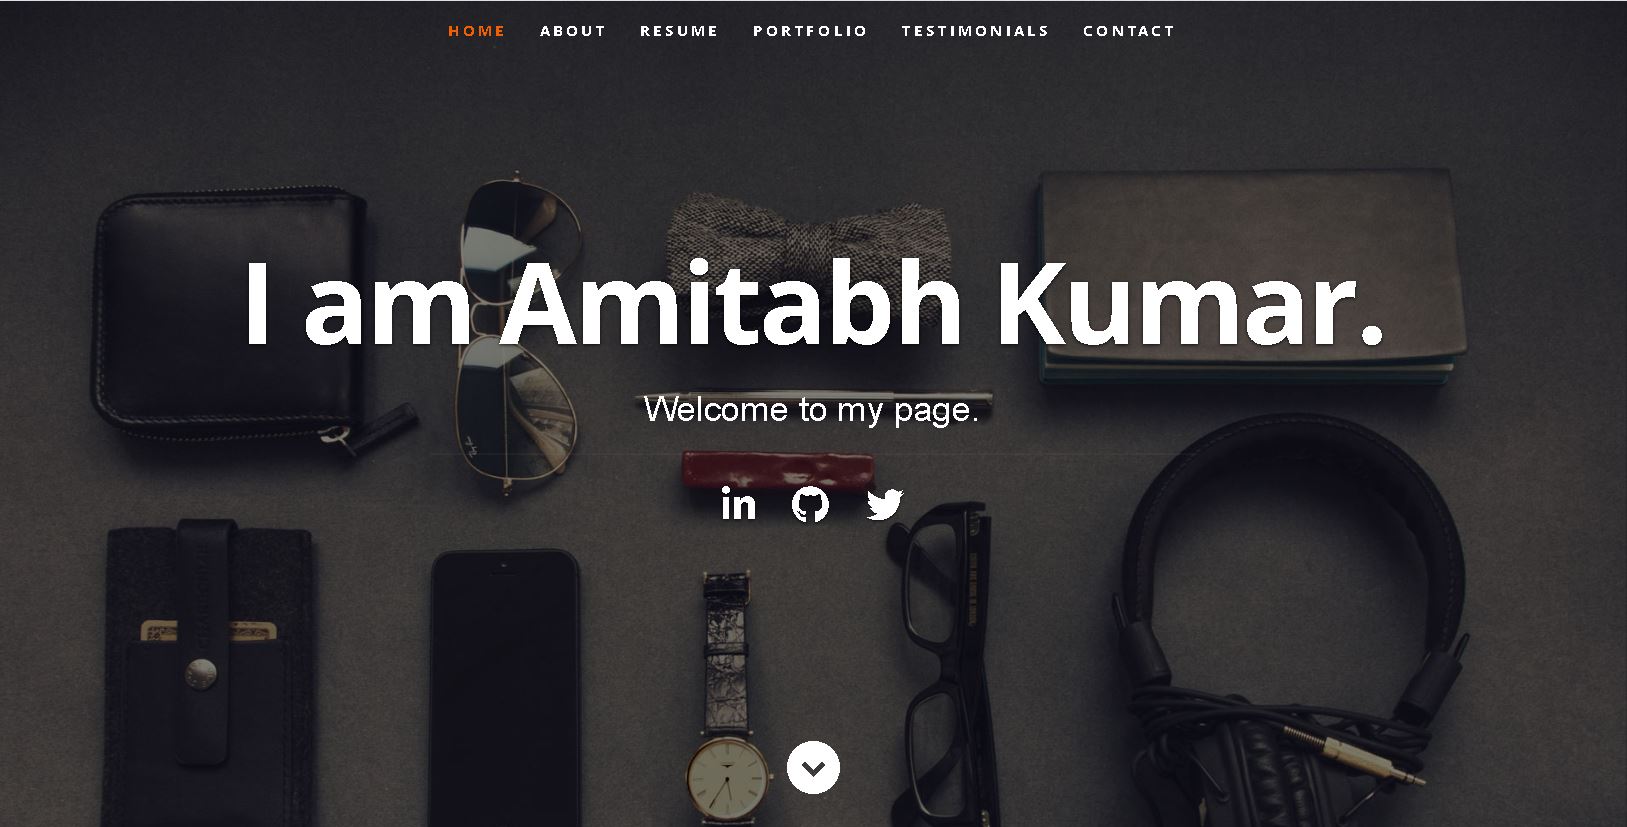 HOME ABOUT RESUME PORTFOLIO TESTIMONIALS CONTACT
I am Amitabh Kumar.
Welcome to my page.
in